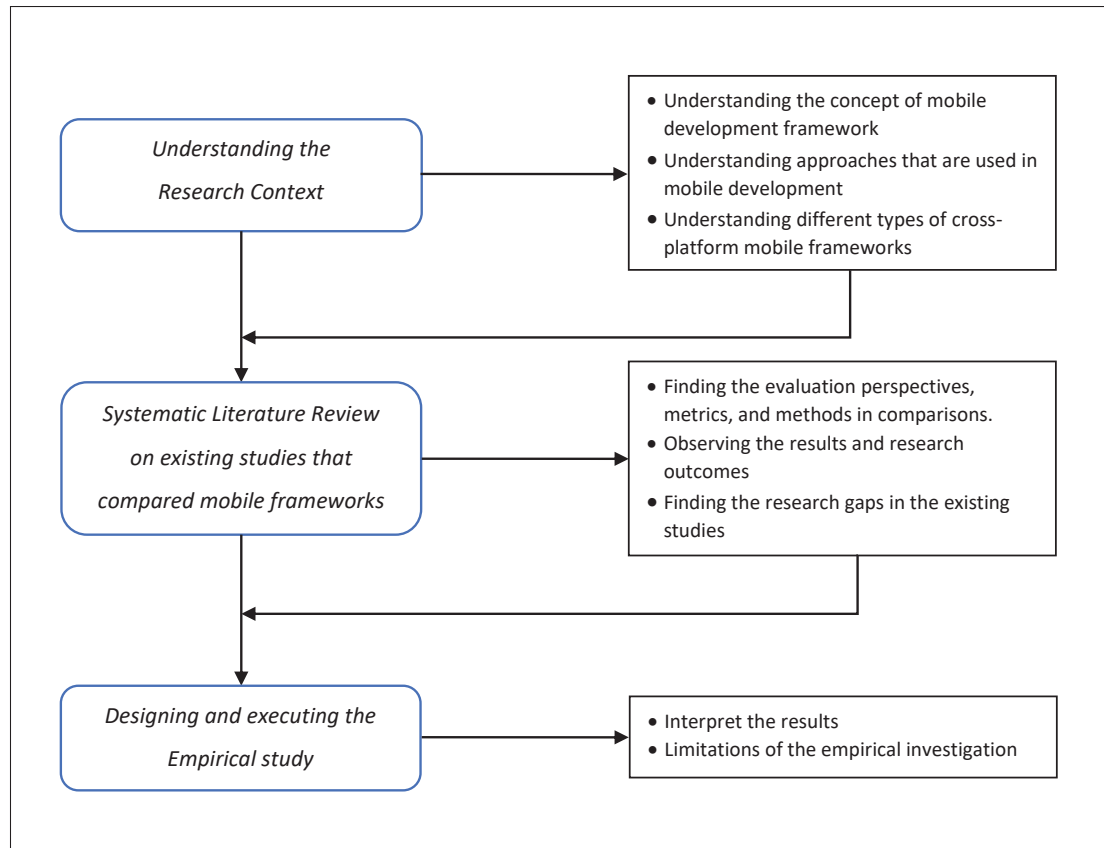 Understanding the
Research Context
• Understanding the concept of mobile
development framework
• Understanding approaches that are used in
mobile development
• Understanding different types of cross-
platform mobile frameworks
Systematic Literature Review
on existing studies that
compared mobile frameworks
• Finding the evaluation perspectives,
metrics, and methods in comparisons.
• Observing the results and research
outcomes
• Finding the research gaps in the existing
studies
Designing and executing the
Empirical study
• Interpret the results
• Limitations of the empirical investigation